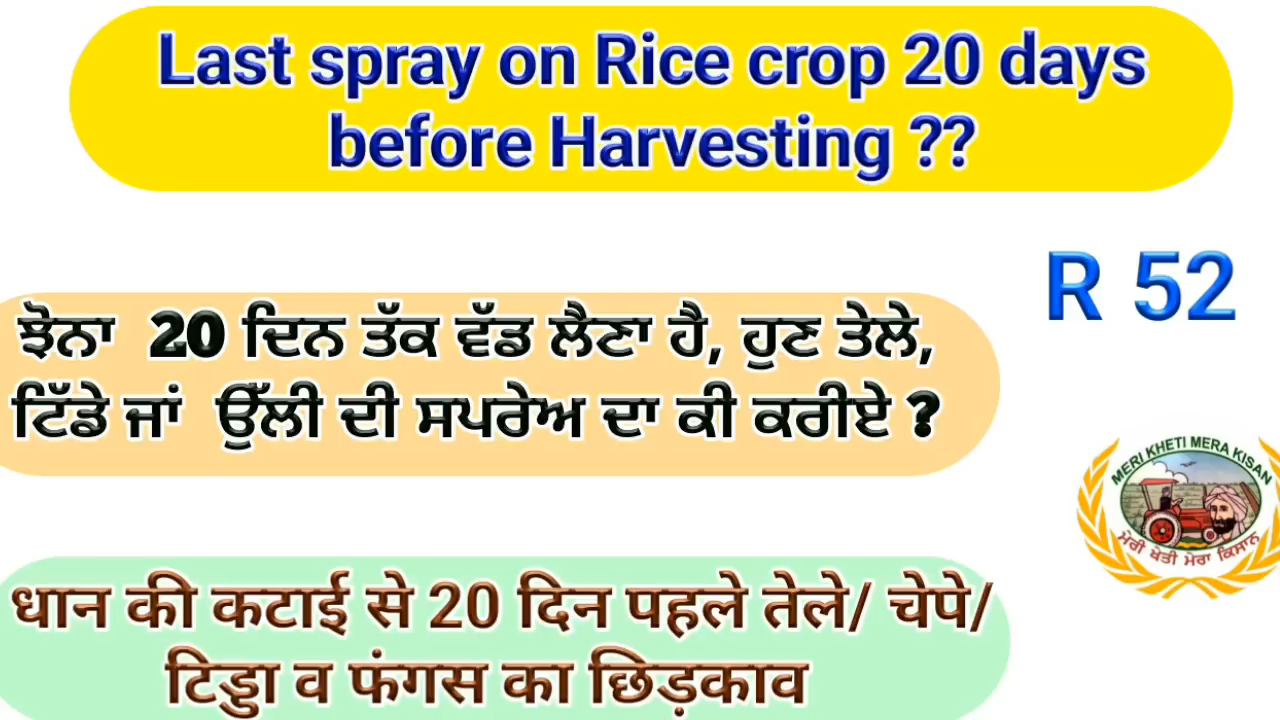 Last spray on Rice crop 20 days
before Harvesting ??
R 52
ਝੋਨਾ 20 ਦਿਨ ਤੱਕ ਵੱਡ ਲੈਣਾ ਹੈ, ਹੁਣ ਤੇਲੇ,
ਟਿੱਡੇ ਜਾਂ ਉੱਲੀ ਦੀ ਸਪਰੇਅ ਦਾ ਕੀ ਕਰੀਏ ?
MERI KHETI MERA KISAN
ਮੇਰੀ ਖੇਤੀ ਮੇਰਾ ਕਿਸਾਨ
धान की कटाई से 20 दिन पहले तेले/ चेपे/
टिड्डा व फंगस का छिड़काव